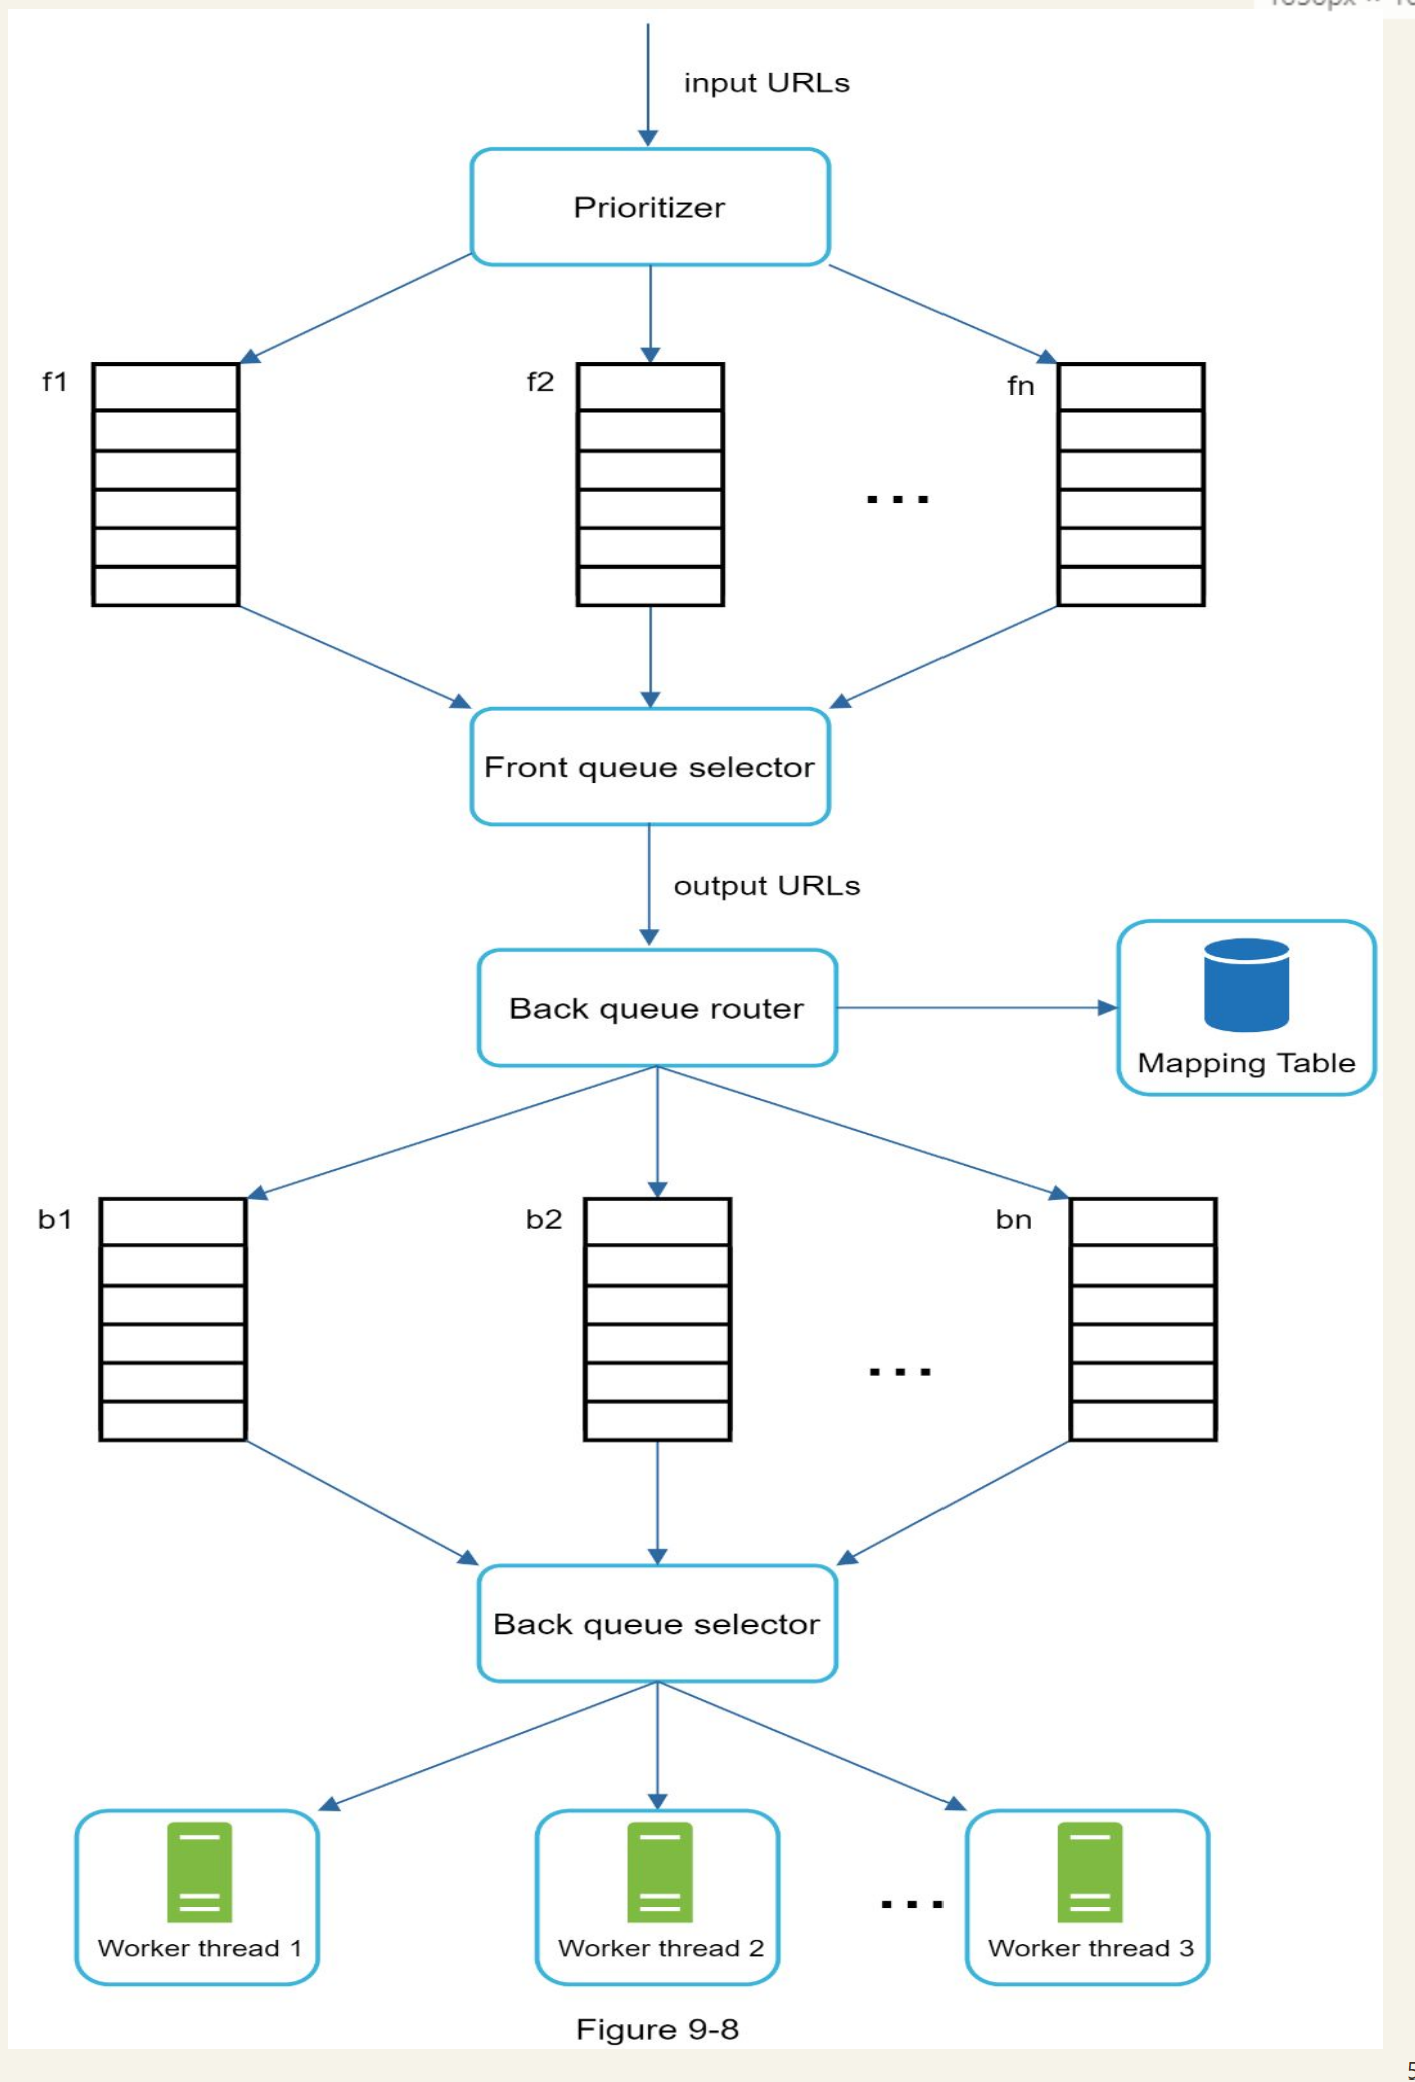 input URLs
Prioritizer
f1
f2
fn
...
Front queue selector
output URLs
Back queue router
Mapping Table
b1
b2
bn
...
Back queue selector
...
Worker thread 1
Worker thread 2
Worker thread 3
Figure 9-8